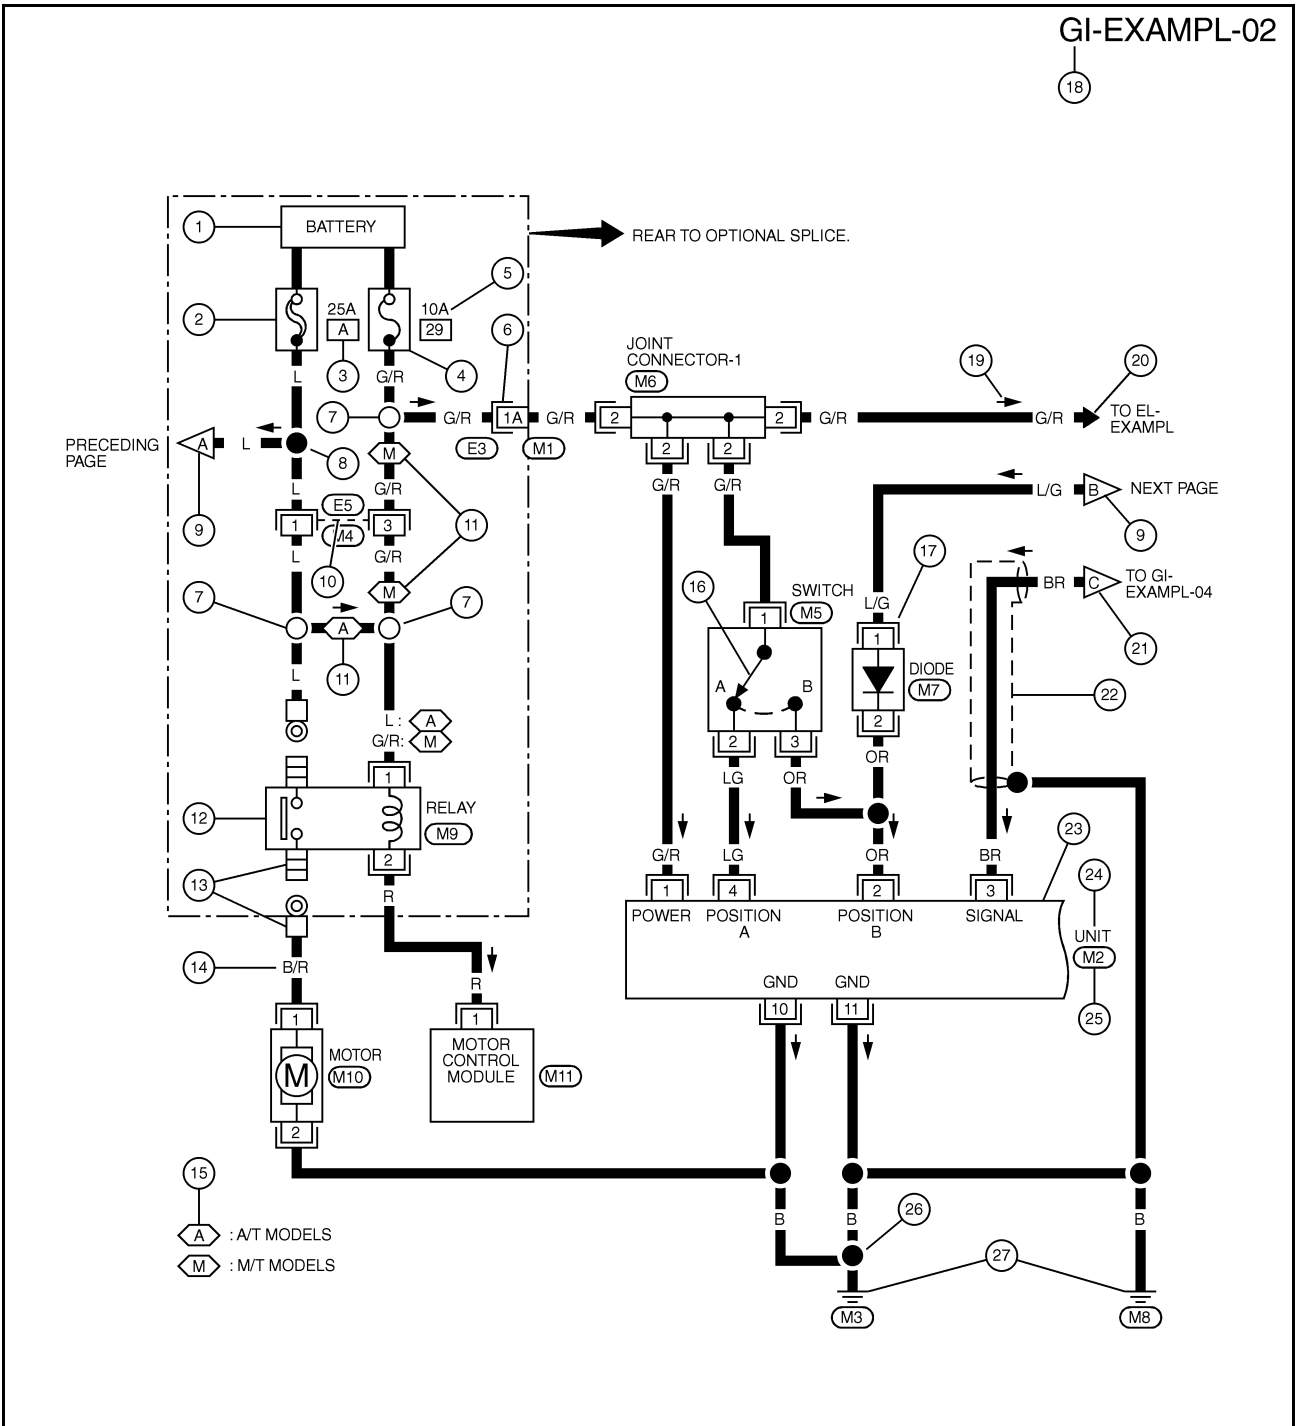 GI-EXAMPL-02
18
1
BATTERY
REAR TO OPTIONAL SPLICE.
5
2
25A
A
10A
29
6
3
4
JOINT
CONNECTOR-1
M6
19
20
L
G/R
7
G/R
1A
G/R
2
2
G/R
G/R
TO EL-
EXAMPL
E3
M1
PRECEDING
PAGE
A
L
8
M
2
2
L
G/R
G/R
G/R
L/G
B
NEXT PAGE
9
E5
1
3
M4
11
9
L
G/R
10
17
16
BR
C
TO GI-
EXAMPL-04
SWITCH
M5
M
7
7
L/G
1
1
A
21
L
11
DIODE
M7
A
B
22
L :
A
2
G/R:
M
2
3
LG
OR
OR
1
12
RELAY
M9
23
2
G/R
LG
OR
BR
13
R
1
4
2
3
24
POWER
POSITION
A
POSITION
B
SIGNAL
UNIT
M2
14
B/R
R
GND
GND
1
1
10
11
25
MOTOR
M10
M
MOTOR
CONTROL
MODULE
M11
2
15
B
B
B
26
A
: A/T MODELS
M
: M/T MODELS
27
M3
M8